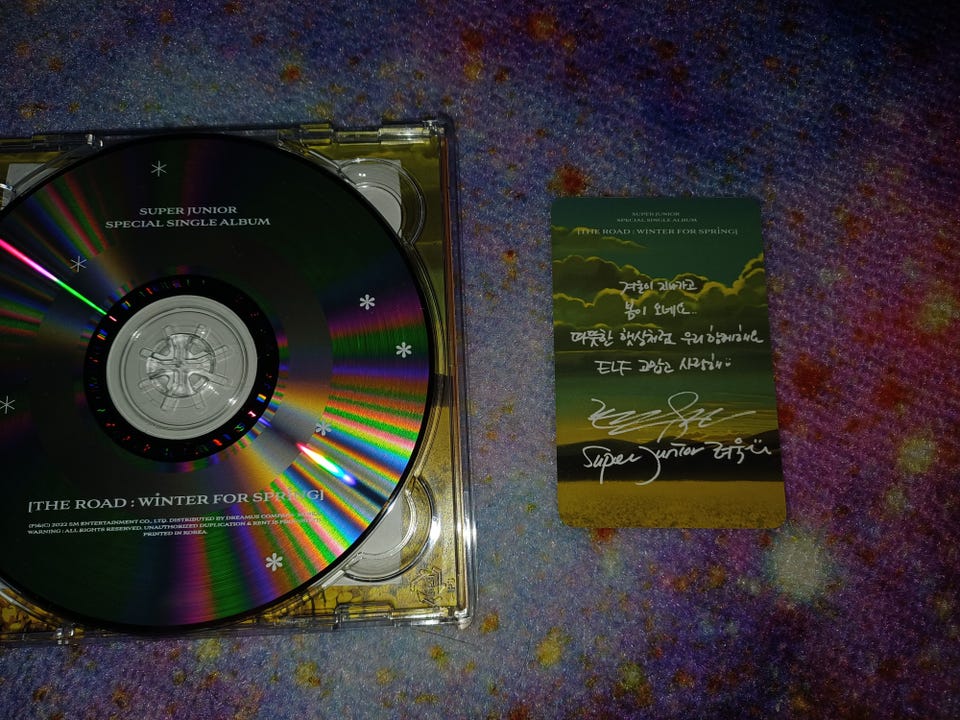 SUPER JUNIOR
SPECIAL SINGLE ALBUM
[THE ROAD : WINTER FOR SPRING]
(P)&(C) 2022 SM ENTERTAINMENT CO., LTD. DISTRIBUTED BY DREAMUS COMPANY.
WARNING : ALL RIGHTS RESERVED. UNAUTHORIZED DUPLICATION & RENT IS PROHIBITED.
PRINTED IN KOREA.
SUPER JUNIOR
SPECIAL SINGLE ALBUM
[THE ROAD : WINTER FOR SPRING]
겨울이 지나가고
봄이 오네요..
따뜻한 햇살처럼 우리 함께해요
ELF 고맙고 사랑해
Super Junior 려욱